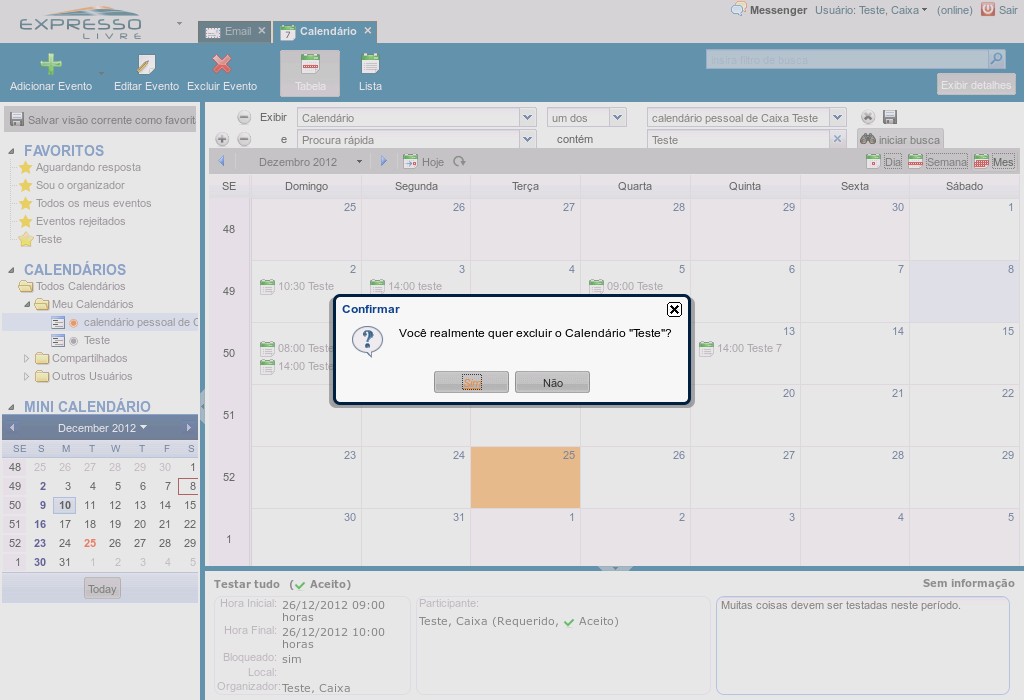 EXPRESSO
LIVRE
Email
Calendário
Messenger Usuário: Teste, Caixa (online) Sair
Adicionar Evento Editar Evento Excluir Evento Tabela Lista
Insira filtro de busca
Exibir detalhes
Salvar visão corrente como favorit
FAVORITOS
Aguardando resposta
Sou o organizador
Todos os meus eventos
Eventos rejeitados
Teste
CALENDÁRIOS
Todos Calendários
Meu Calendários
calendário pessoal de C
Teste
Compartilhados
Outros Usuários
MINI CALENDÁRIO
December 2012
SE S M T W T F S
48 25 26 27 28 29 30 1
49 2 3 4 5 6 7 8
50 9 10 11 12 13 14 15
51 16 17 18 19 20 21 22
52 23 24 25 26 27 28 29
1 30 31 1 2 3 4 5
Today
Exibir Calendário um dos calendário pessoal de Caixa Teste
e Procura rápida contém Teste iniciar busca
Dezembro 2012 Hoje Dia Semana Mes
SE Domingo Segunda Terça Quarta Quinta Sexta Sábado
48 25 26 27 28 29 30 1
49 2 3 4 5 6 7 8
10:30 Teste 14:00 teste 09:00 Teste
50 13 14 15
08:00 Teste 14:00 Teste 7
14:00 Teste
Confirmar
Você realmente quer excluir o Calendário "Teste"?
Sim Não
51 20 21 22
52 23 24 25 26 27 28 29
1 30 31 1 2 3 4 5
Testar tudo ( Aceito) Sem informação
Hora Inicial: 26/12/2012 09:00
horas
Hora Final: 26/12/2012 10:00
horas
Bloqueado: sim
Local:
Organizador: Teste, Caixa
Participante:
Teste, Caixa (Requerido, Aceito)
Muitas coisas devem ser testadas neste período.